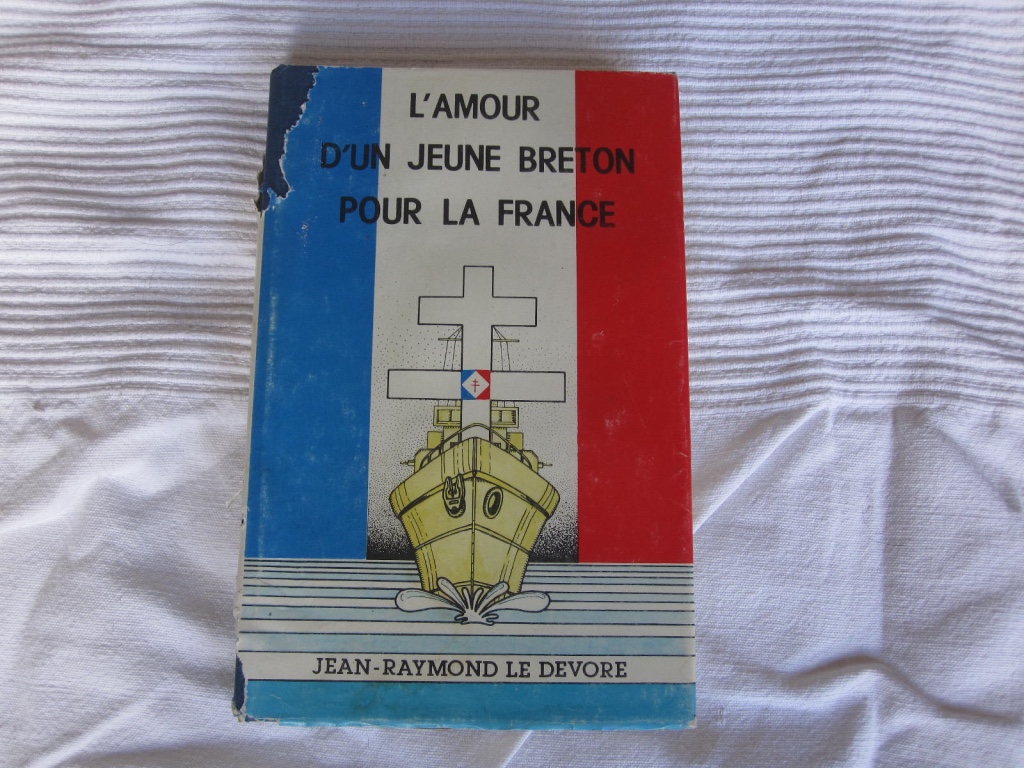 L'AMOUR
D'UN JEUNE BRETON
POUR LA FRANCE
JEAN-RAYMOND LE DEVORE